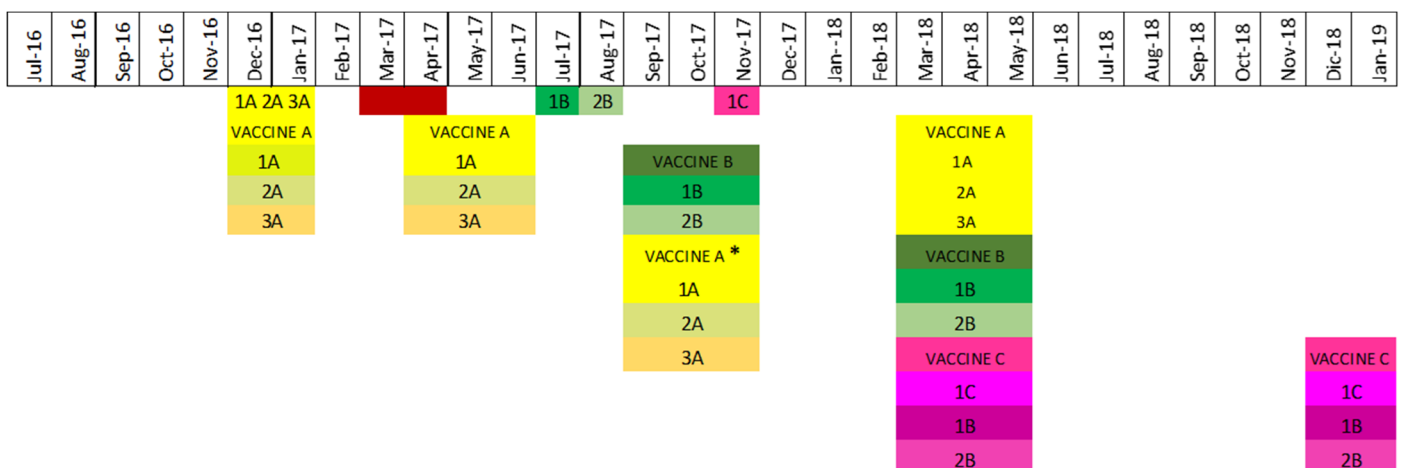 Jul-16 Aug-16 Sep-16 Oct-16 Nov-16 Dec-16 Jan-17 Feb-17 Mar-17 Apr-17 May-17 Jun-17 Jul-17 Aug-17 Sep-17 Oct-17 Nov-17 Dec-17 Jan--18 Feb-18 Mar-18 Apr-18 May-18 Jun-18 Jul-18 Aug-18 Sep-18 Oct-18 Nov-18 Dic-18 Jan-19
1A 2A 3A 1B 2B 1C
VACCINE A VACCINE A VACCINE A
1A 1A VACCINE B 1A
2A 2A 1B 2A
3A 3A 2B 3A
VACCINE A * VACCINE B
1A 1B
2A 2B
3A VACCINE C VACCINE C
1C 1C
1B 1B
2B 2B